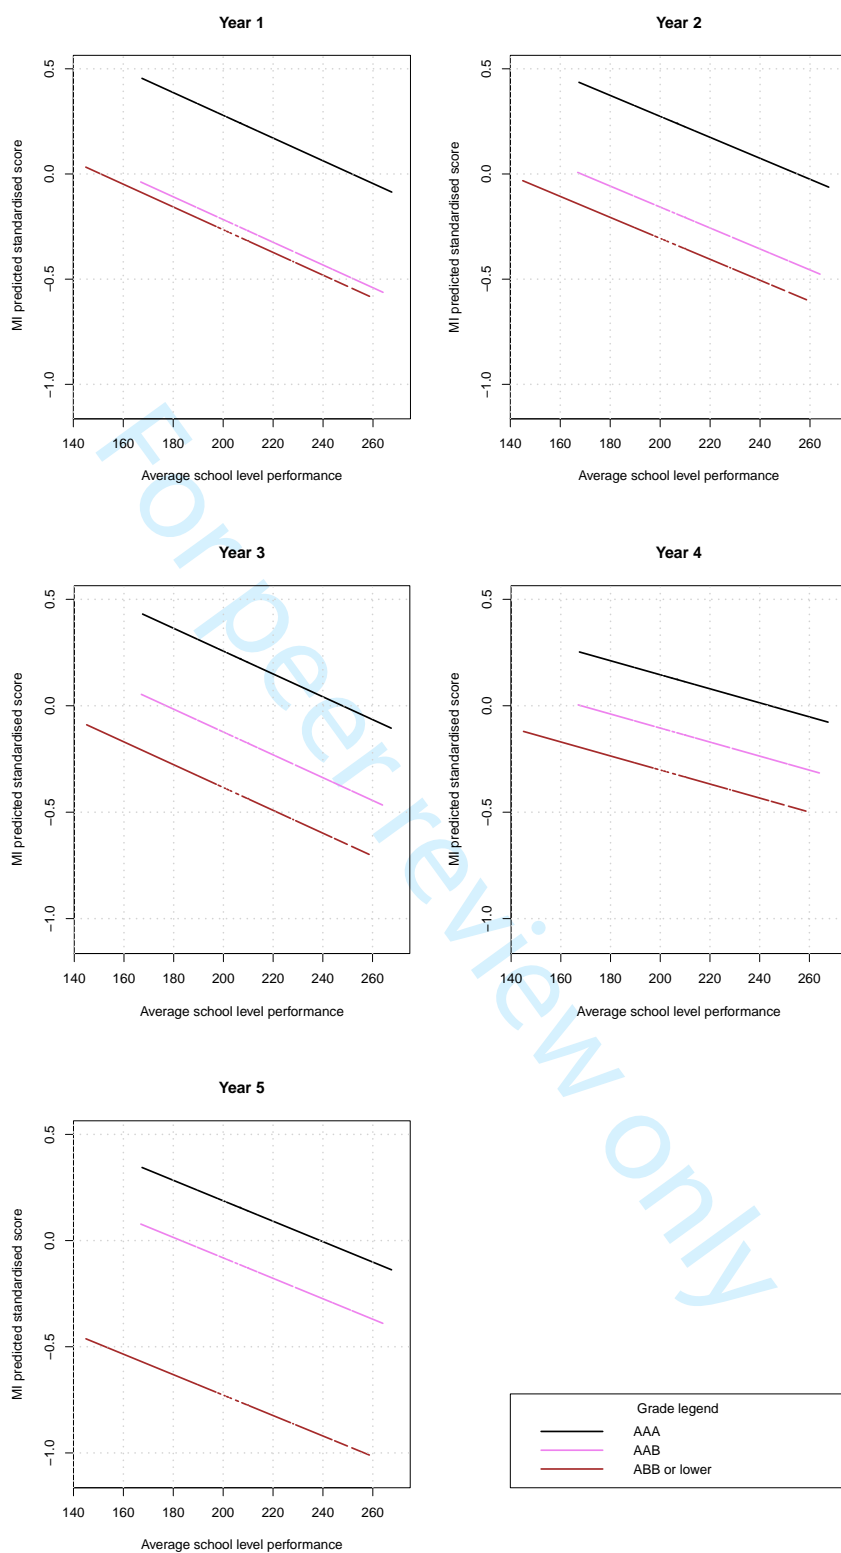 Year 1
Year 2
0.5
0.0
−0.5
−1.0
MI predicted standardised score
140 160 180 200 220 240 260
Average school level performance
0.5
0.0
−0.5
−1.0
MI predicted standardised score
140 160 180 200 220 240 260
Average school level performance
Year 3
Year 4
0.5
0.0
−0.5
−1.0
MI predicted standardised score
140 160 180 200 220 240 260
Average school level performance
0.5
0.0
−0.5
−1.0
MI predicted standardised score
140 160 180 200 220 240 260
Average school level performance
Year 5
0.5
0.0
−0.5
−1.0
MI predicted standardised score
140 160 180 200 220 240 260
Average school level performance
Grade legend
AAA
AAB
ABB or lower
For peer review only